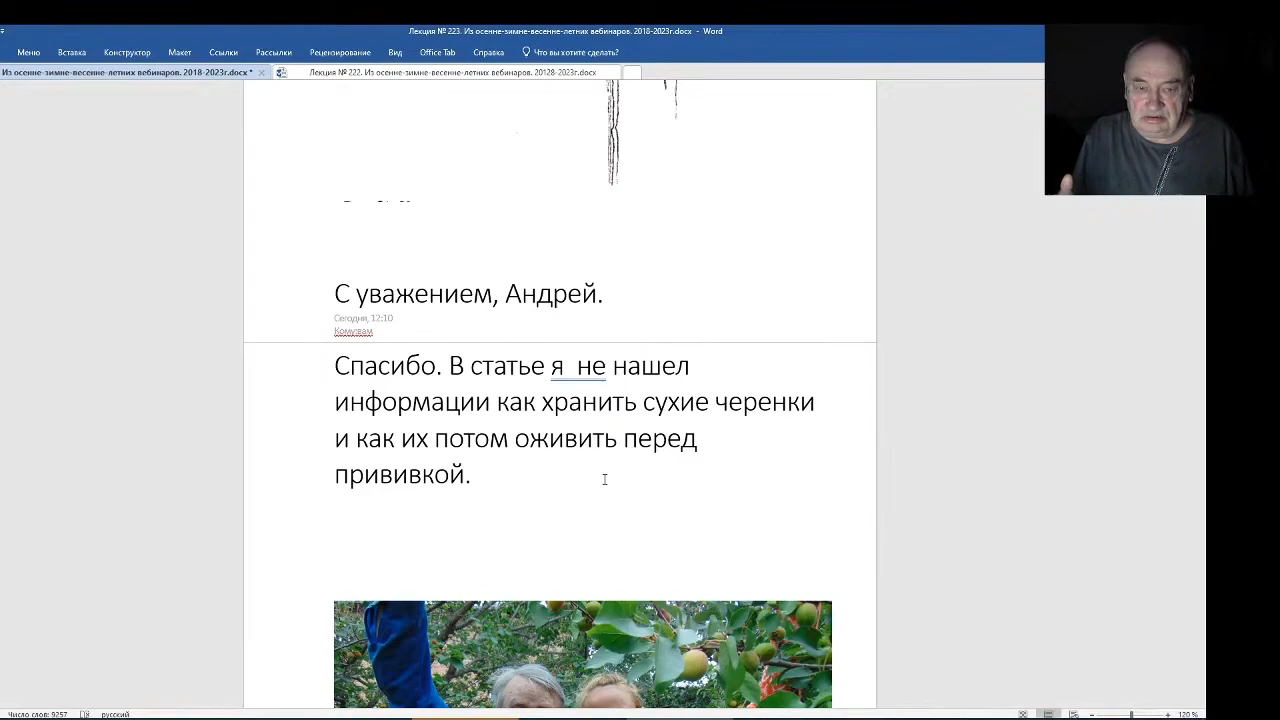 Лекция № 223. Из осенне-зимне-весенне-летних вебинаров. 2018-2023г.docx - Word
Меню Вставка Конструктор Макет Ссылки Рассылки Рецензирование Вид Office Tab Справка Что вы хотите сделать?
Из осенне-зимне-весенне-летних вебинаров. 2018-2023г.docx * Лекция № 222. Из осенне-зимне-весенне-летних вебинаров. 20128-2023г.docx
С уважением, Андрей.
Сегодня, 12:10
Кому:вам
Спасибо. В статье я не нашел
информации как хранить сухие черенки
и как их потом оживить перед
прививкой.
Число слов: 9257 русский 120 %